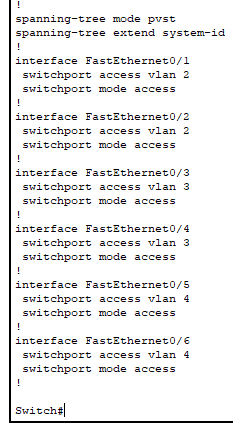 !
spanning-tree mode pvst
spanning-tree extend system-id
!
interface FastEthernet0/1
 switchport access vlan 2
 switchport mode access
!
interface FastEthernet0/2
 switchport access vlan 2
 switchport mode access
!
interface FastEthernet0/3
 switchport access vlan 3
 switchport mode access
!
interface FastEthernet0/4
 switchport access vlan 3
 switchport mode access
!
interface FastEthernet0/5
 switchport access vlan 4
 switchport mode access
!
interface FastEthernet0/6
 switchport access vlan 4
 switchport mode access
!
Switch#